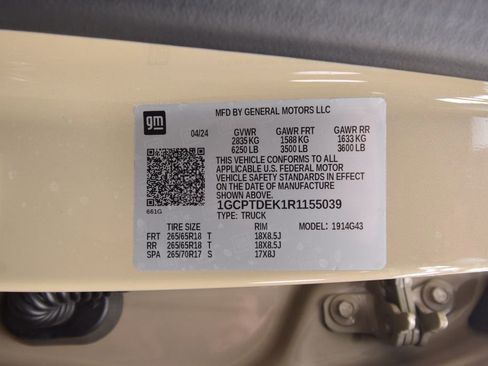 gm
MFD BY GENERAL MOTORS LLC
04/24 GVWR GAWR FRT GAWR RR
2835 KG 1588 KG 1633 KG
6250 LB 3500 LB 3600 LB
THIS VEHICLE CONFORMS TO ALL
APPLICABLE U.S. FEDERAL MOTOR
VEHICLE SAFETY STANDARDS IN
EFFECT ON THE DATE OF
MANUFACTURE SHOWN ABOVE.
1GCPTDEK1R1155039
661G TYPE: TRUCK
TIRE SIZE RIM MODEL: 1914G43
FRT 265/65R18 T 18X8.5J
RR 265/65R18 T 18X8.5J
SPA 265/70R17 S 17X8J